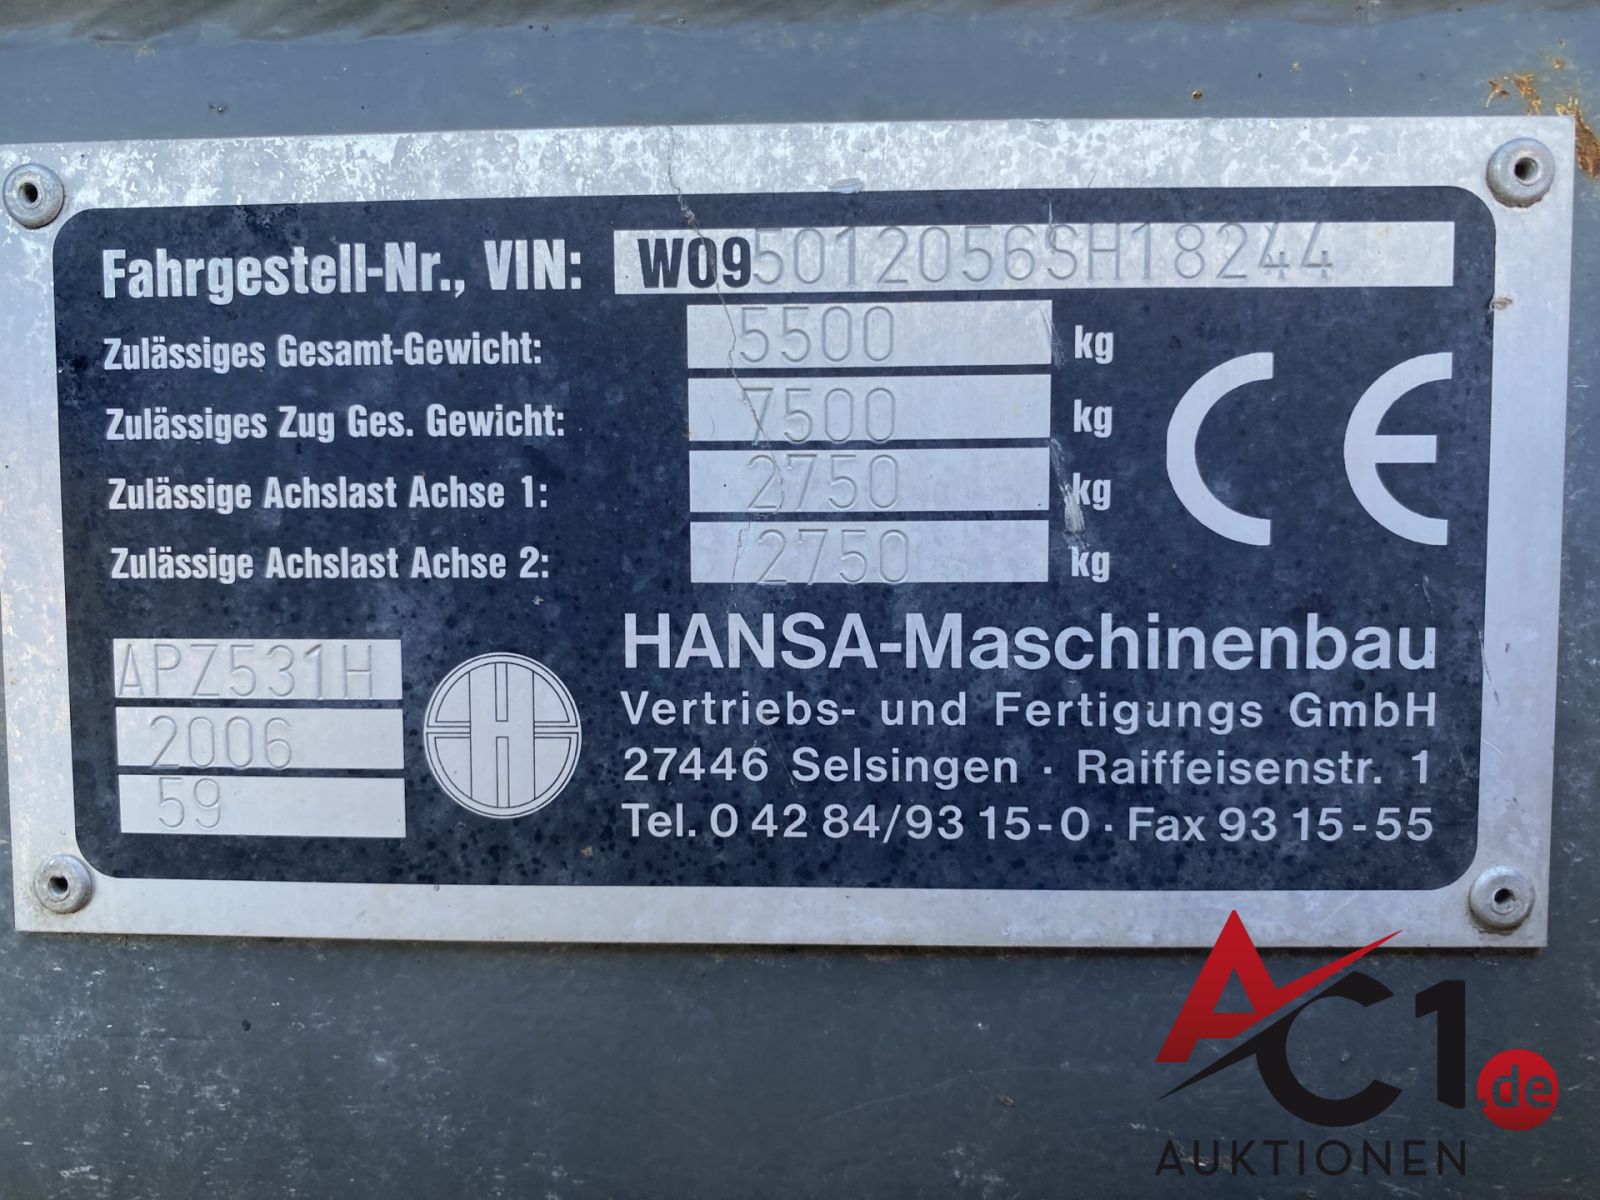 Fahrgestell-Nr., VIN: W095012056SH18244
Zulässiges Gesamt-Gewicht: 5500 kg
Zulässiges Zug Ges. Gewicht: 7500 kg
Zulässige Achslast Achse 1: 2750 kg
Zulässige Achslast Achse 2: 2750 kg
CE
APZ531H
2006
59
H
HANSA-Maschinenbau
Vertriebs- und Fertigungs GmbH
27446 Selsingen · Raiffeisenstr. 1
Tel. 0 42 84/93 15-0 · Fax 93 15-55
AC1.de
AUKTIONEN